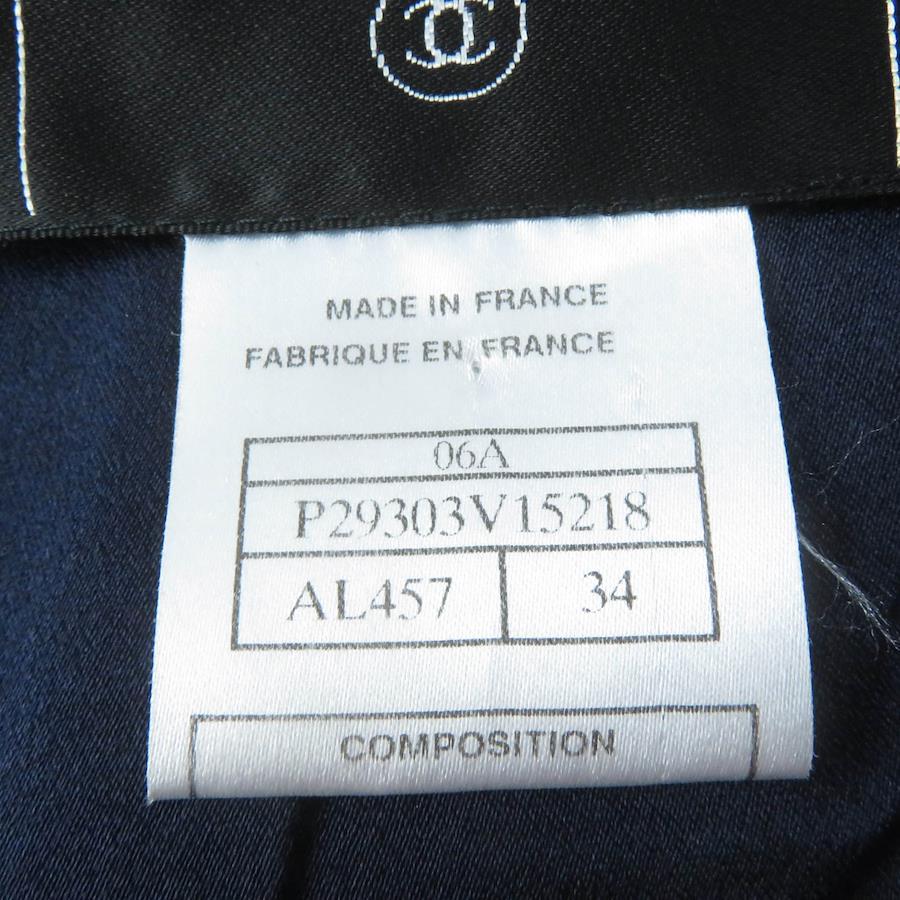 MADE IN FRANCE
FABRIQUE EN FRANCE
06A
P29303V15218
AL457 34
COMPOSITION